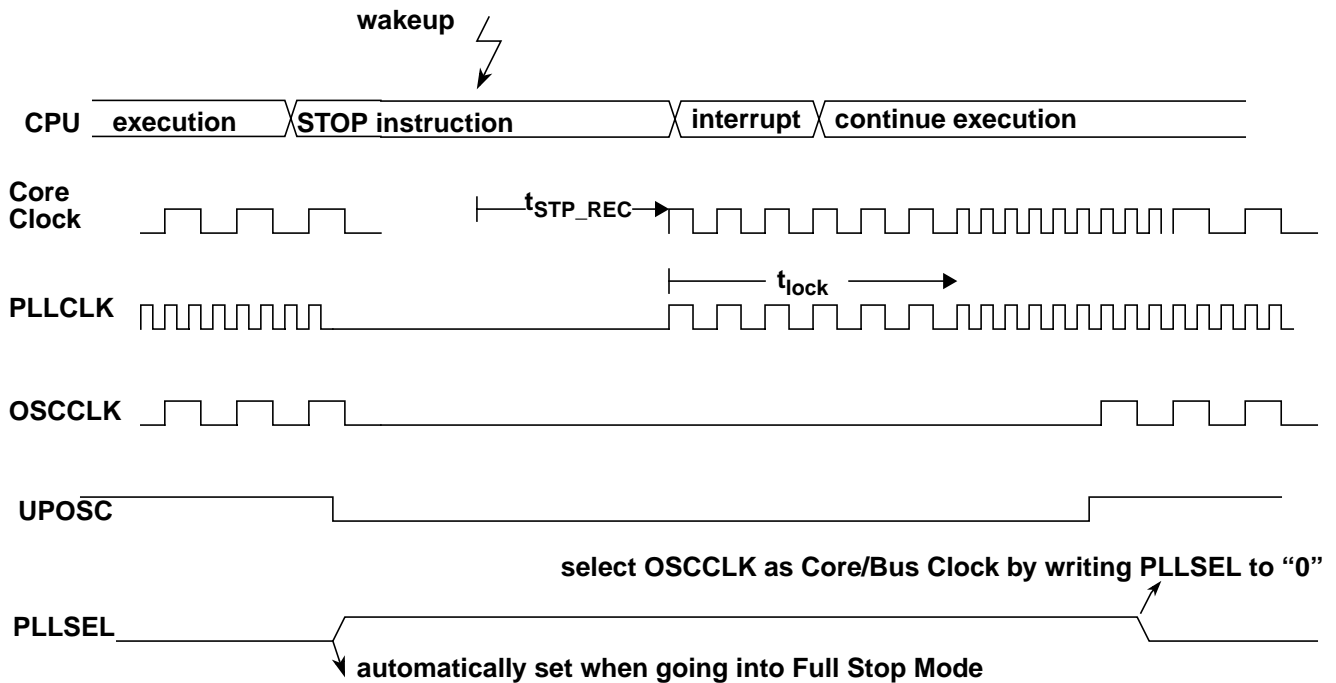 wakeup
CPU execution STOP instruction interrupt continue execution
Core
Clock
tSTP_REC
tlock
PLLCLK
OSCCLK
UPOSC
select OSCCLK as Core/Bus Clock by writing PLLSEL to “0”
PLLSEL
automatically set when going into Full Stop Mode